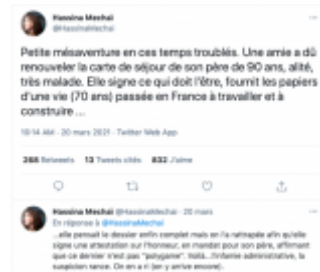 Hassina Mechaï
@HassinaMechai
Petite mésaventure en ces temps troublés. Une amie a dû
renouveler la carte de séjour de son père de 90 ans, alité,
très malade. Elle signe ce qui doit l'être, fournit les papiers
d'une vie (70 ans) passée en France à travailler et à
construire ...
10:14 AM · 20 mars 2021 · Twitter Web App
268 Retweets 13 Tweets cités 832 J'aime
Hassina Mechaï @HassinaMechai · 20 mars
En réponse à @HassinaMechai
...elle pensait le dossier enfin complet mais on l'a rattrapée afin qu'elle
signe une attestation sur l'honneur, en mandat pour son père, affirmant
que ce dernier n'est pas "polygame". Voilà...l'infamie administrative, la
suspicion rance. On en a ri (on y arrive encore).